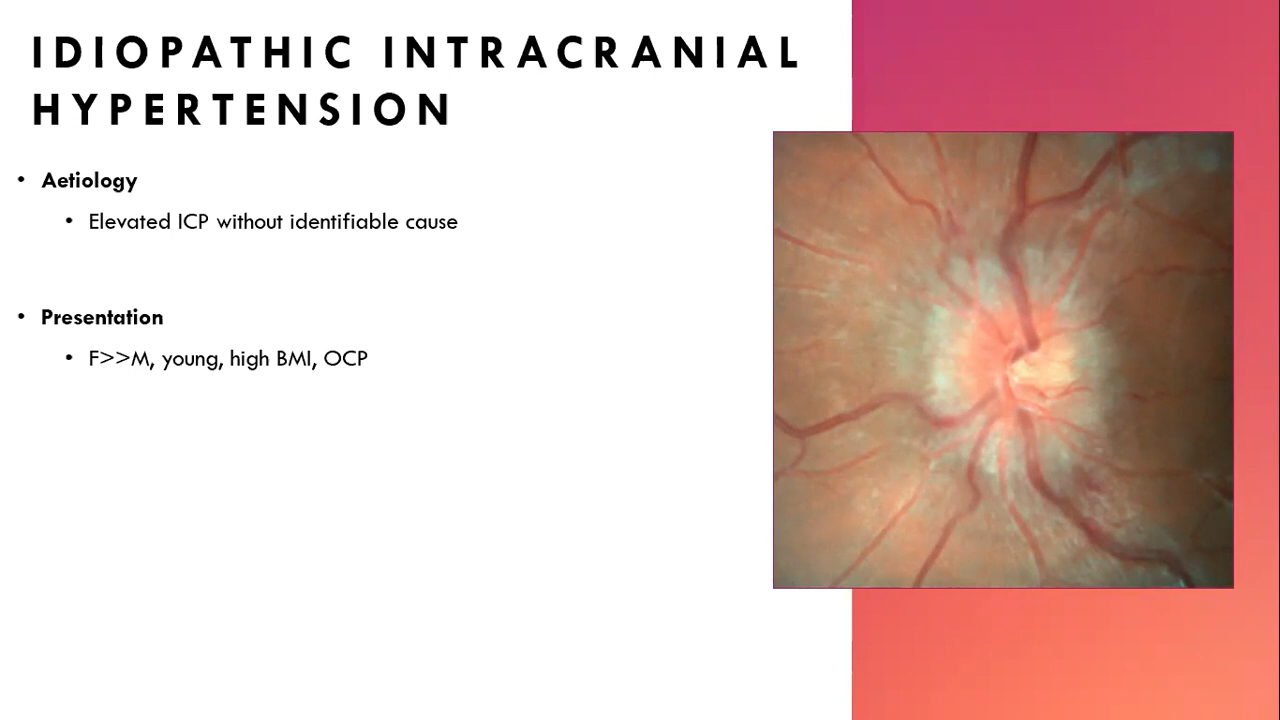 IDIOPATHIC INTRACRANIAL
HYPERTENSION
• Aetiology
• Elevated ICP without identifiable cause
• Presentation
• F>>M, young, high BMI, OCP